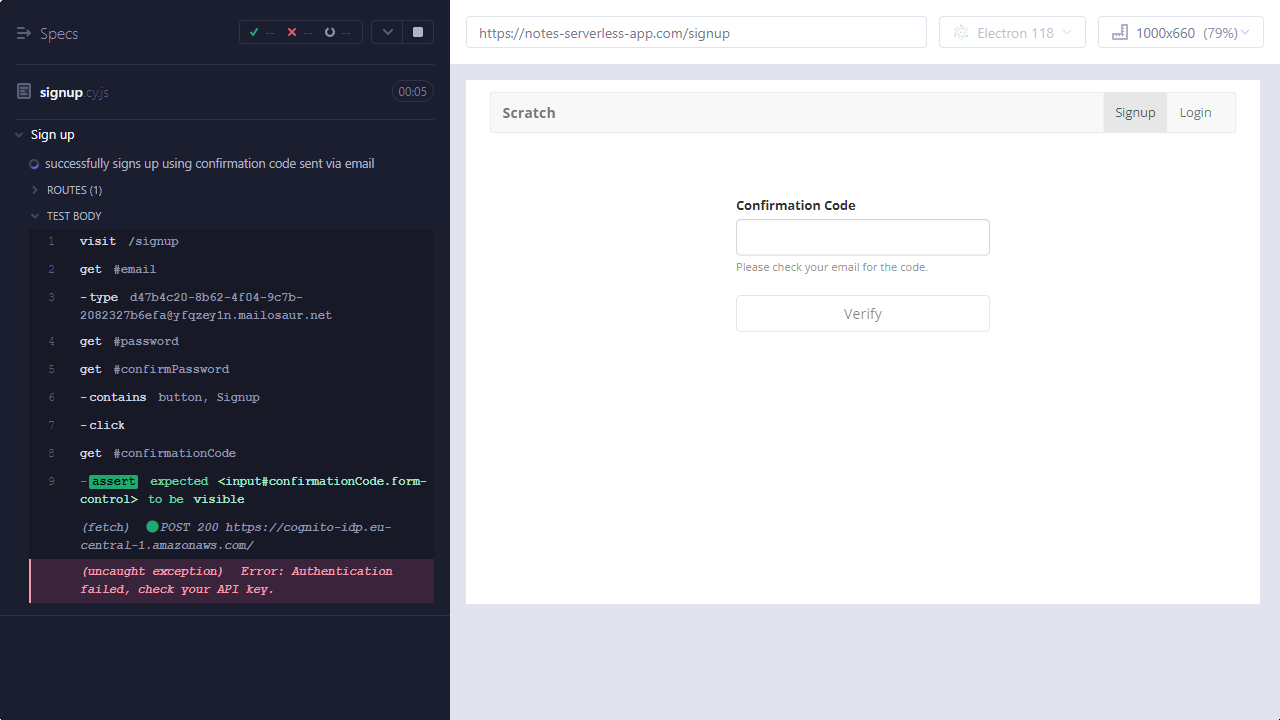 Specs
-- -- --
signup.cy.js
00:05
Sign up
successfully signs up using confirmation code sent via email
ROUTES (1)
TEST BODY
1 visit /signup
2 get #email
3 -type d47b4c20-8b62-4f04-9c7b-
2082327b6efa@yfqzey1n.mailosaur.net
4 get #password
5 get #confirmPassword
6 -contains button, Signup
7 -click
8 get #confirmationCode
9 -assert expected <input#confirmationCode.form-
control> to be visible
(fetch) POST 200 https://cognito-idp.eu-
central-1.amazonaws.com/
(uncaught exception) Error: Authentication
failed, check your API key.
https://notes-serverless-app.com/signup
Electron 118
1000x660 (79%)
Scratch
Signup
Login
Confirmation Code
Please check your email for the code.
Verify